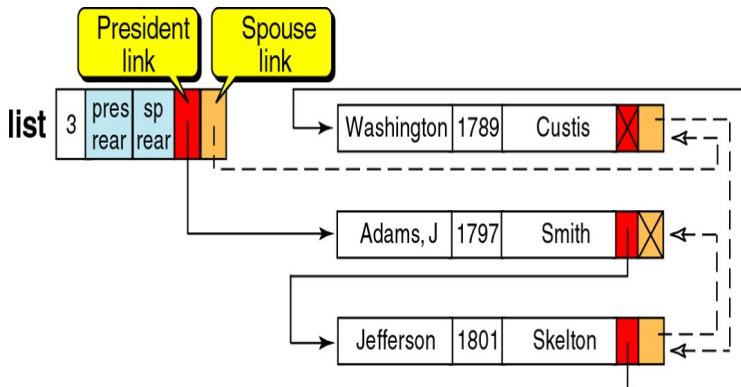 President
link
Spouse
link
list 3 pres
rear sp
rear
Washington 1789 Custis
Adams, J 1797 Smith
Jefferson 1801 Skelton